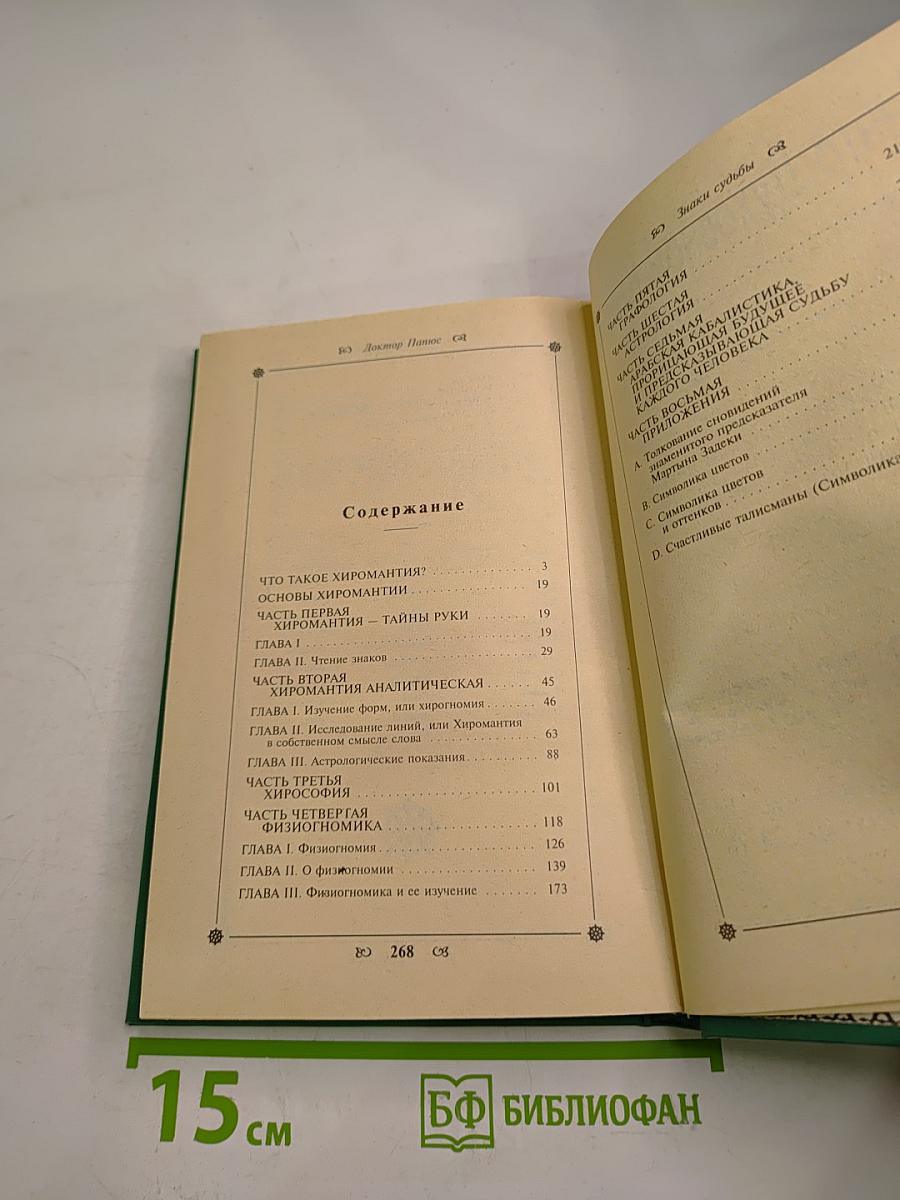 Доктор Папюс
Содержание
ЧТО ТАКОЕ ХИРОМАНТИЯ? . . . . . . . . . . . . . 3
ОСНОВЫ ХИРОМАНТИИ . . . . . . . . . . . . . . . 19
ЧАСТЬ ПЕРВАЯ
ХИРОМАНТИЯ — ТАЙНЫ РУКИ . . . . . . . 19
ГЛАВА I . . . . . . . . . . . . . . . . . . . . . . . . . . . . 19
ГЛАВА II. Чтение знаков . . . . . . . . . . . . . . . . . 29
ЧАСТЬ ВТОРАЯ
ХИРОМАНТИЯ АНАЛИТИЧЕСКАЯ . . . . . . 45
ГЛАВА I. Изучение форм, или хирогномия . . . . . . . 46
ГЛАВА II. Исследование линий, или Хиромантия
в собственном смысле слова . . . . . . . . . . . . . . 63
ГЛАВА III. Астрологические показания . . . . . . . . . 88
ЧАСТЬ ТРЕТЬЯ
ХИРОСОФИЯ . . . . . . . . . . . . . . . . . . . . . 101
ЧАСТЬ ЧЕТВЕРТАЯ
ФИЗИОГНОМИКА . . . . . . . . . . . . . . . . . . 118
ГЛАВА I. Физиогномия . . . . . . . . . . . . . . . . . . . 126
ГЛАВА II. О физиогномии . . . . . . . . . . . . . . . . . 139
ГЛАВА III. Физиогномика и ее изучение . . . . . . . 173
268
Знаки судьбы
ЧАСТЬ ПЯТАЯ
ГРАФОЛОГИЯ . . . . . . . . . . . . . . . . . . 21
ЧАСТЬ ШЕСТАЯ
АСТРОЛОГИЯ . . . . . . . . . . . . . . . . . .
ЧАСТЬ СЕДЬМАЯ
АРАБСКАЯ КАБАЛИСТИКА,
ПРОРИЦАЮЩАЯ БУДУЩЕЕ
И ПРЕДСКАЗЫВАЮЩАЯ СУДЬБУ
КАЖДОГО ЧЕЛОВЕКА . . . . . . . . . .
ЧАСТЬ ВОСЬМАЯ
ПРИЛОЖЕНИЯ . . . . . . . . . . . . . . .
A. Толкование сновидений
знаменитого предсказателя
Мартына Задеки . . . . . . . . . . . . .
B. Символика цветов . . . . . . . . . . . .
C. Символика цветов
и оттенков . . . . . . . . . . . . . . . .
D. Счастливые талисманы (Символика
15 см
БФ БИБЛИОФАН